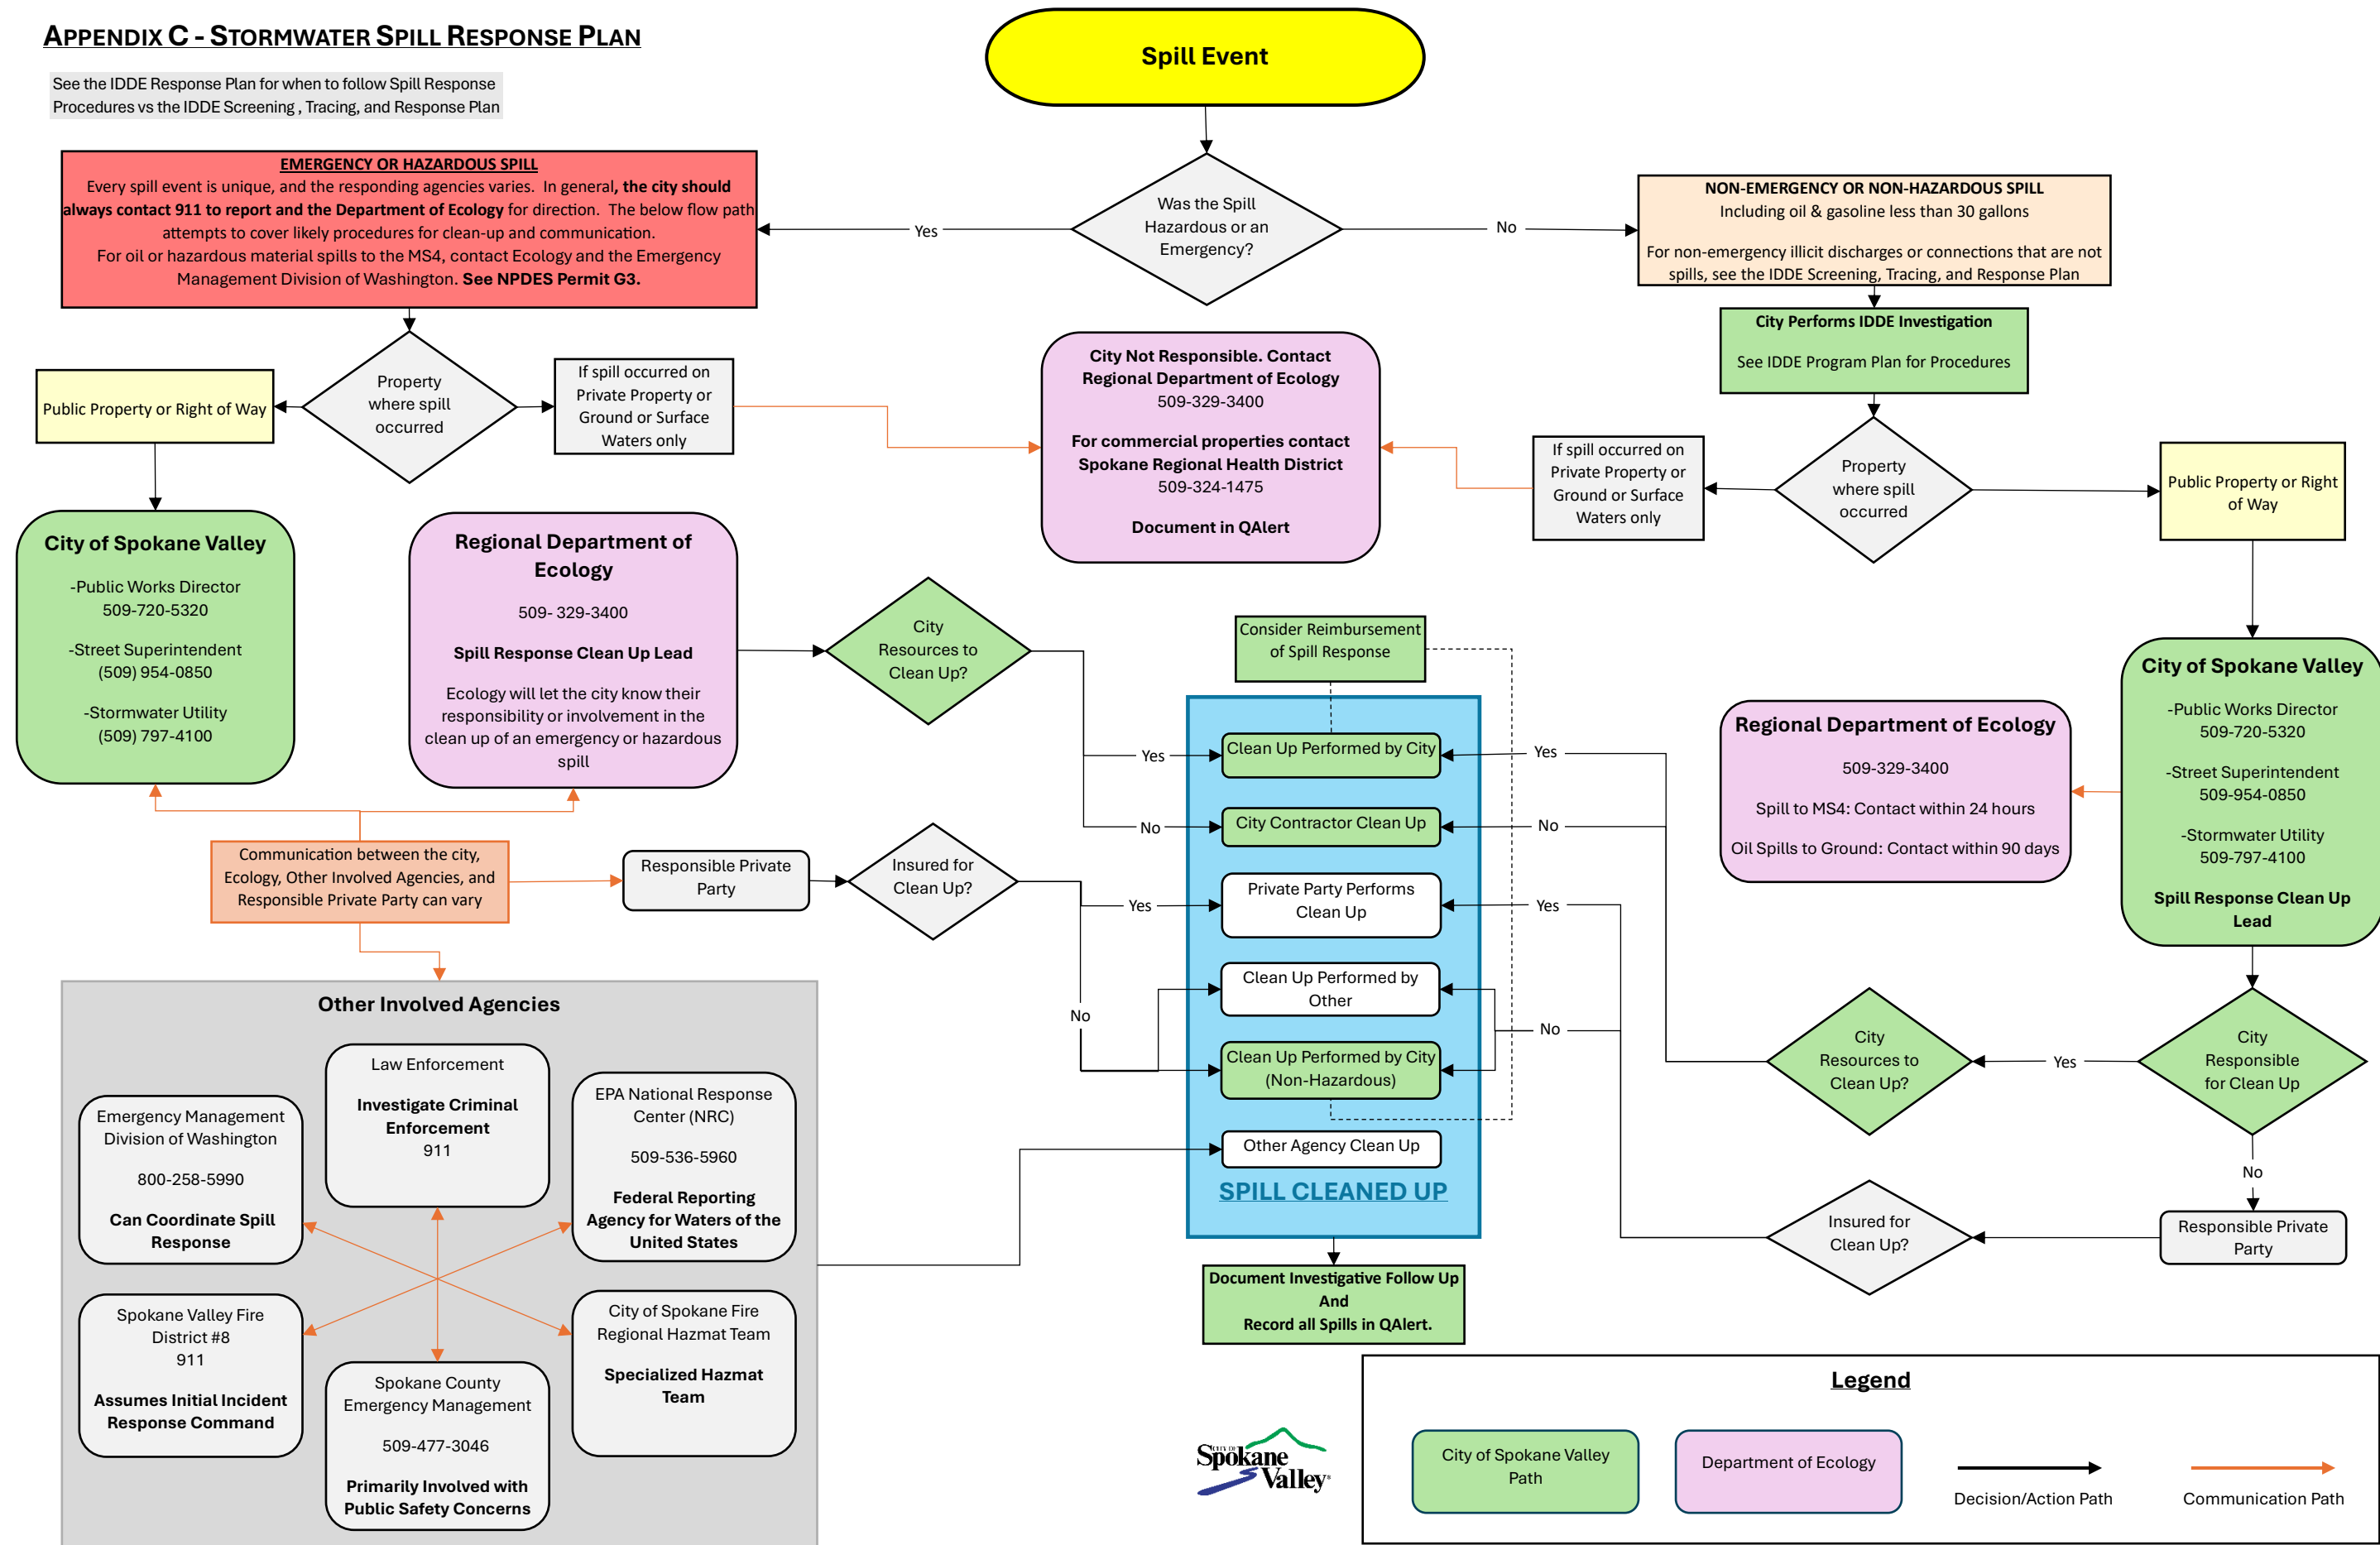 APPENDIX C - STORMWATER SPILL RESPONSE PLAN
See the IDDE Response Plan for when to follow Spill Response
Procedures vs the IDDE Screening , Tracing, and Response Plan
Spill Event
Was the Spill
Hazardous or an
Emergency?
Yes
No
EMERGENCY OR HAZARDOUS SPILL
Every spill event is unique, and the responding agencies varies. In general, the city should
always contact 911 to report and the Department of Ecology for direction. The below flow path
attempts to cover likely procedures for clean-up and communication.
For oil or hazardous material spills to the MS4, contact Ecology and the Emergency
Management Division of Washington. See NPDES Permit G3.
NON-EMERGENCY OR NON-HAZARDOUS SPILL
Including oil & gasoline less than 30 gallons
For non-emergency illicit discharges or connections that are not
spills, see the IDDE Screening, Tracing, and Response Plan
City Performs IDDE Investigation
See IDDE Program Plan for Procedures
Public Property or Right of Way
Property
where spill
occurred
If spill occurred on
Private Property or
Ground or Surface
Waters only
City Not Responsible. Contact
Regional Department of Ecology
509-329-3400
For commercial properties contact
Spokane Regional Health District
509-324-1475
Document in QAlert
If spill occurred on
Private Property or
Ground or Surface
Waters only
Property
where spill
occurred
Public Property or Right
of Way
City of Spokane Valley
-Public Works Director
509-720-5320
-Street Superintendent
(509) 954-0850
-Stormwater Utility
(509) 797-4100
Regional Department of
Ecology
509- 329-3400
Spill Response Clean Up Lead
Ecology will let the city know their
responsibility or involvement in the
clean up of an emergency or hazardous
spill
City
Resources to
Clean Up?
Yes
No
Consider Reimbursement
of Spill Response
Clean Up Performed by City
City Contractor Clean Up
Private Party Performs
Clean Up
Clean Up Performed by
Other
Clean Up Performed by City
(Non-Hazardous)
Other Agency Clean Up
SPILL CLEANED UP
Yes
No
Yes
No
Regional Department of Ecology
509-329-3400
Spill to MS4: Contact within 24 hours
Oil Spills to Ground: Contact within 90 days
City of Spokane Valley
-Public Works Director
509-720-5320
-Street Superintendent
509-954-0850
-Stormwater Utility
509-797-4100
Spill Response Clean Up
Lead
Communication between the city,
Ecology, Other Involved Agencies, and
Responsible Private Party can vary
Responsible Private
Party
Insured for
Clean Up?
Yes
No
City
Resources to
Clean Up?
Yes
City
Responsible
for Clean Up
No
Insured for
Clean Up?
Responsible Private
Party
Other Involved Agencies
Law Enforcement
Investigate Criminal
Enforcement
911
Emergency Management
Division of Washington
800-258-5990
Can Coordinate Spill
Response
EPA National Response
Center (NRC)
509-536-5960
Federal Reporting
Agency for Waters of the
United States
Spokane Valley Fire
District #8
911
Assumes Initial Incident
Response Command
City of Spokane Fire
Regional Hazmat Team
Specialized Hazmat
Team
Spokane County
Emergency Management
509-477-3046
Primarily Involved with
Public Safety Concerns
Document Investigative Follow Up
And
Record all Spills in QAlert.
CITY OF
Spokane
Valley®
Legend
City of Spokane Valley
Path
Department of Ecology
Decision/Action Path
Communication Path